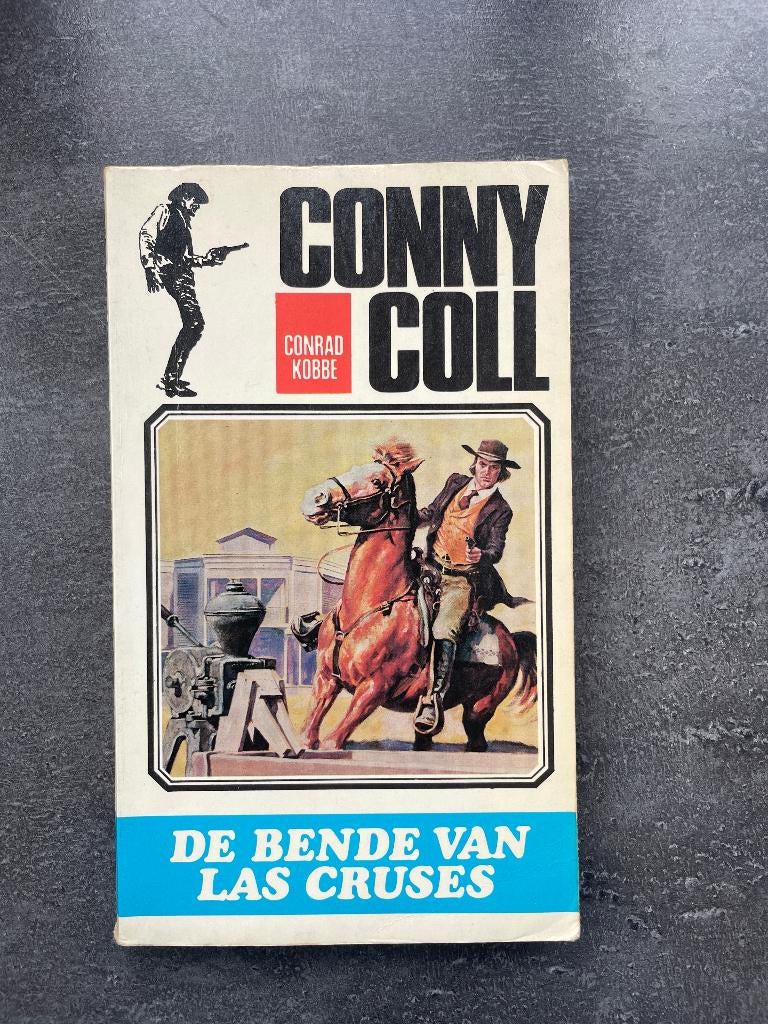 CONNY
COLL
CONRAD
KOBBE
DE BENDE VAN
LAS CRUSES